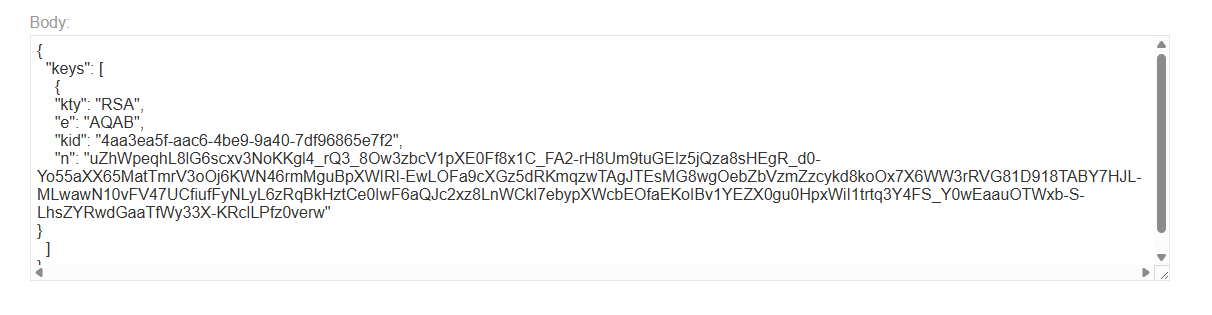 Body:
{
"keys": [
{
"kty": "RSA",
"e": "AQAB",
"kid": "4aa3ea5f-aac6-4be9-9a40-7df96865e7f2",
"n": "uZhWpeqhL8lG6scxv3NoKKgl4_rQ3_8Ow3zbcV1pXE0Ff8x1C_FA2-rH8Um9tuGEIz5jQza8sHEgR_d0-
Yo55aXX65MatTmrV3oOj6KWN46rmMguBpXWIRI-EwLOFa9cXGz5dRKmqzwTAgJTEsMG8wgOebZbVzmZzcykd8koOx7X6WW3rRVG81D918TABY7HJL-
MLwawN10vFV47UCfiufFyNLyL6zRqBkHztCe0lwF6aQJc2xz8LnWCkl7ebypXWcbEOfaEKolBv1YEZX0gu0HpxWil1trtq3Y4FS_Y0wEaauOTWxb-S-
LhsZYRwdGaaTfWy33X-KRclLPfz0verw"
}
]
}